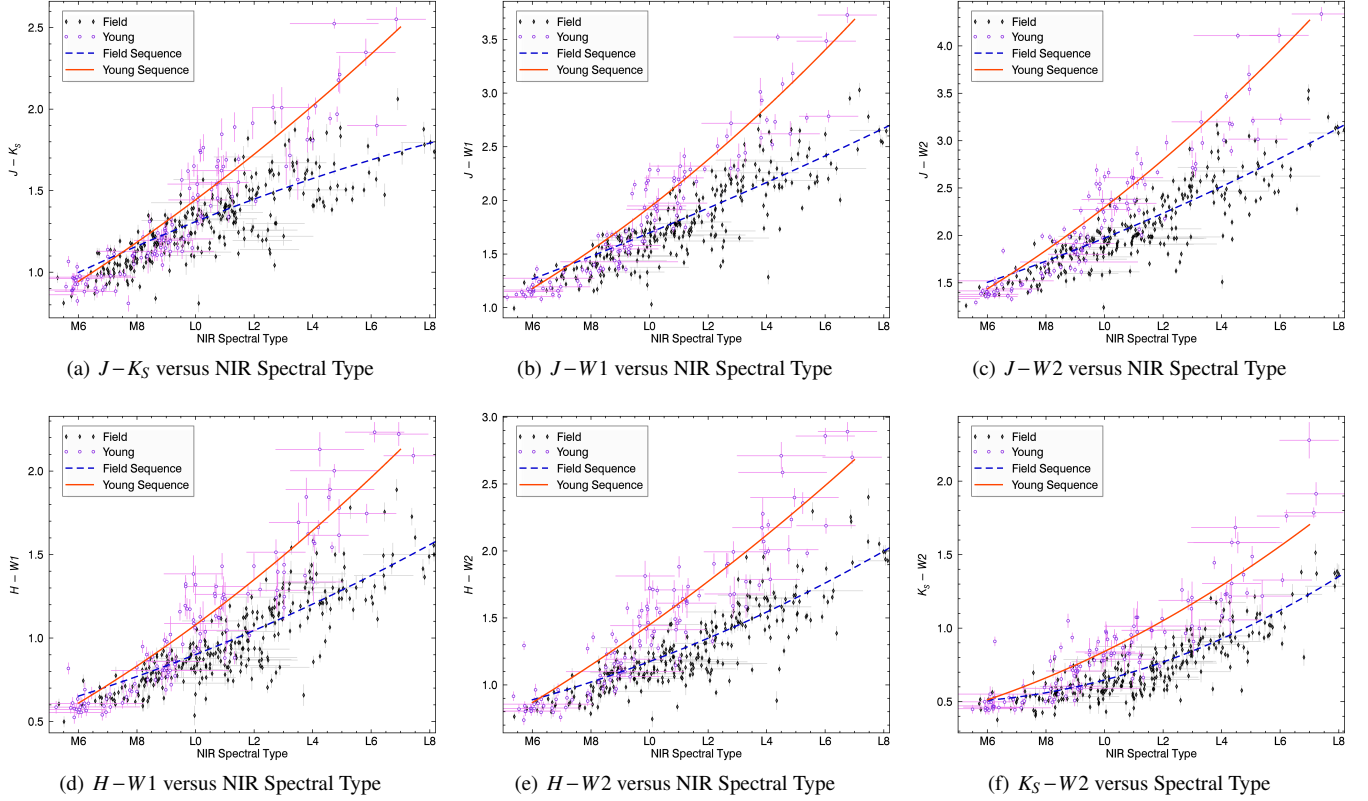 Field
Young
Field Sequence
Young Sequence
2.5
2.0
1.5
1.0
J − Ks
M6 M8 L0 L2 L4 L6 L8
NIR Spectral Type
(a) J−KS versus NIR Spectral Type
Field
Young
Field Sequence
Young Sequence
3.5
3.0
2.5
2.0
1.5
1.0
J − W1
M6 M8 L0 L2 L4 L6 L8
NIR Spectral Type
(b) J−W1 versus NIR Spectral Type
Field
Young
Field Sequence
Young Sequence
4.0
3.5
3.0
2.5
2.0
1.5
J − W2
M6 M8 L0 L2 L4 L6 L8
NIR Spectral Type
(c) J−W2 versus NIR Spectral Type
Field
Young
Field Sequence
Young Sequence
2.0
1.5
1.0
0.5
H − W1
M6 M8 L0 L2 L4 L6 L8
NIR Spectral Type
(d) H−W1 versus NIR Spectral Type
Field
Young
Field Sequence
Young Sequence
3.0
2.5
2.0
1.5
1.0
H − W2
M6 M8 L0 L2 L4 L6 L8
NIR Spectral Type
(e) H−W2 versus NIR Spectral Type
Field
Young
Field Sequence
Young Sequence
2.0
2.5
1.0
1.5
0.5
Ks − W2
M6 M8 L0 L2 L4 L6 L8
NIR Spectral Type
(f) KS−W2 versus Spectral Type